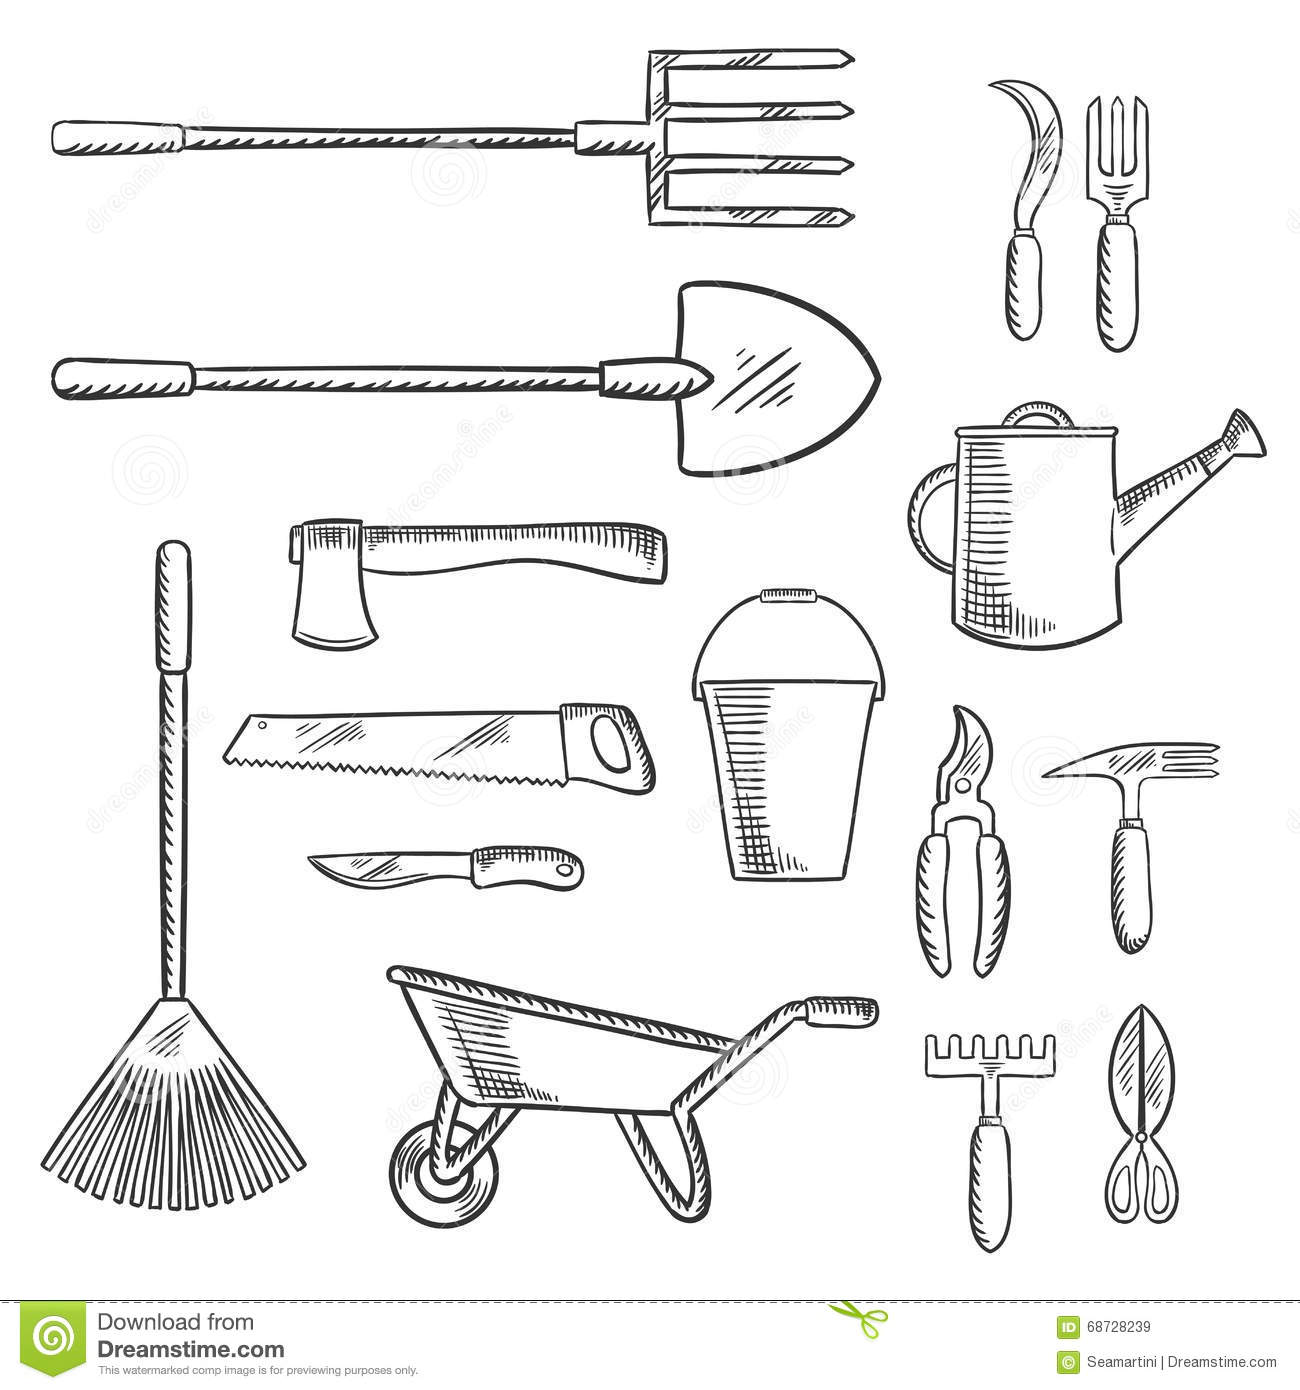 Download from
Dreamstime.com
This watermarked comp image is for previewing purposes only.
ID 68728239
© Seamartini | Dreamstime.com